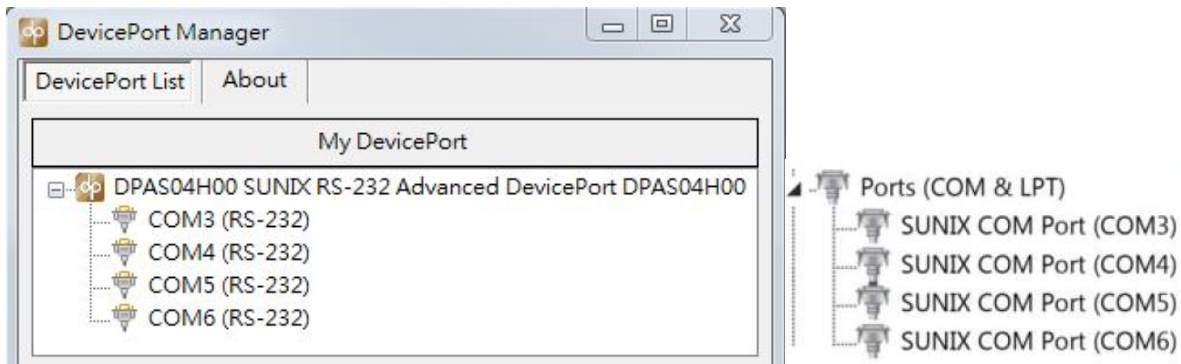 dp DevicePort Manager
DevicePort List About
My DevicePort
dp DPAS04H00 SUNIX RS-232 Advanced DevicePort DPAS04H00
COM3 (RS-232)
COM4 (RS-232)
COM5 (RS-232)
COM6 (RS-232)
Ports (COM & LPT)
SUNIX COM Port (COM3)
SUNIX COM Port (COM4)
SUNIX COM Port (COM5)
SUNIX COM Port (COM6)